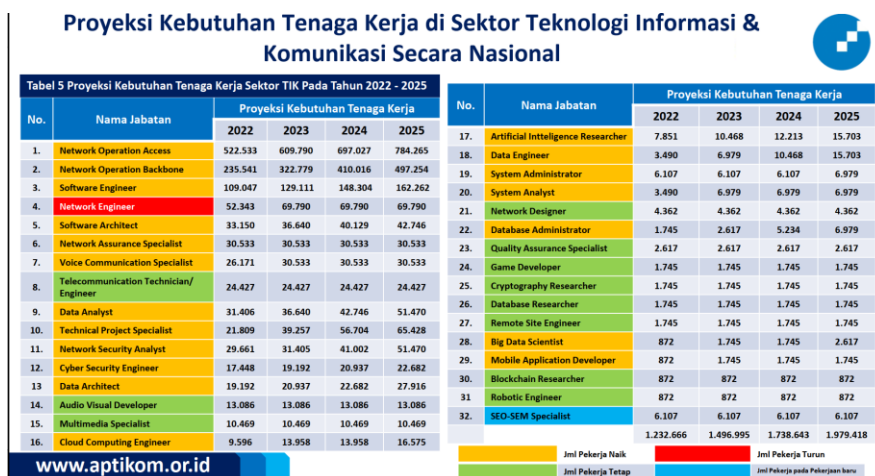 Proyeksi Kebutuhan Tenaga Kerja di Sektor Teknologi Informasi &
Komunikasi Secara Nasional
Tabel 5 Proyeksi Kebutuhan Tenaga Kerja Sektor TIK Pada Tahun 2022 - 2025
No. Nama Jabatan Proyeksi Kebutuhan Tenaga Kerja
2022 2023 2024 2025
1. Network Operation Access 522.533 609.790 697.027 784.265
2. Network Operation Backbone 235.541 322.779 410.016 497.254
3. Software Engineer 109.047 129.111 148.304 162.262
4. Network Engineer 52.343 69.790 69.790 69.790
5. Software Architect 33.150 36.640 40.129 42.746
6. Network Assurance Specialist 30.533 30.533 30.533 30.533
7. Voice Communication Specialist 26.171 30.533 30.533 30.533
8. Telecommunication Technician/
Engineer 24.427 24.427 24.427 24.427
9. Data Analyst 31.406 36.640 42.746 51.470
10. Technical Project Specialist 21.809 39.257 56.704 65.428
11. Network Security Analyst 29.661 31.405 41.002 51.470
12. Cyber Security Engineer 17.448 19.192 20.937 22.682
13 Data Architect 19.192 20.937 22.682 27.916
14. Audio Visual Developer 13.086 13.086 13.086 13.086
15. Multimedia Specialist 10.469 10.469 10.469 10.469
16. Cloud Computing Engineer 9.596 13.958 13.958 16.575
No. Nama Jabatan Proyeksi Kebutuhan Tenaga Kerja
2022 2023 2024 2025
17. Artificial Intteligence Researcher 7.851 10.468 12.213 15.703
18. Data Engineer 3.490 6.979 10.468 15.703
19. System Administrator 6.107 6.107 6.107 6.979
20. System Analyst 3.490 6.979 6.979 6.979
21. Network Designer 4.362 4.362 4.362 4.362
22. Database Administrator 1.745 2.617 5.234 6.979
23. Quality Assurance Specialist 2.617 2.617 2.617 2.617
24. Game Developer 1.745 1.745 1.745 1.745
25. Cryptography Researcher 1.745 1.745 1.745 1.745
26. Database Researcher 1.745 1.745 1.745 1.745
27. Remote Site Engineer 1.745 1.745 1.745 1.745
28. Big Data Scientist 872 1.745 1.745 2.617
29. Mobile Application Developer 872 1.745 1.745 1.745
30. Blockchain Researcher 872 872 872 872
31 Robotic Engineer 872 872 872 872
32. SEO-SEM Specialist 6.107 6.107 6.107 6.107
1.232.666 1.496.995 1.738.643 1.979.418
Jml Pekerja Naik Jml Pekerja Turun
Jml Pekerja Tetap Jml Pekerja pada Pekerjaan baru
www.aptikom.or.id